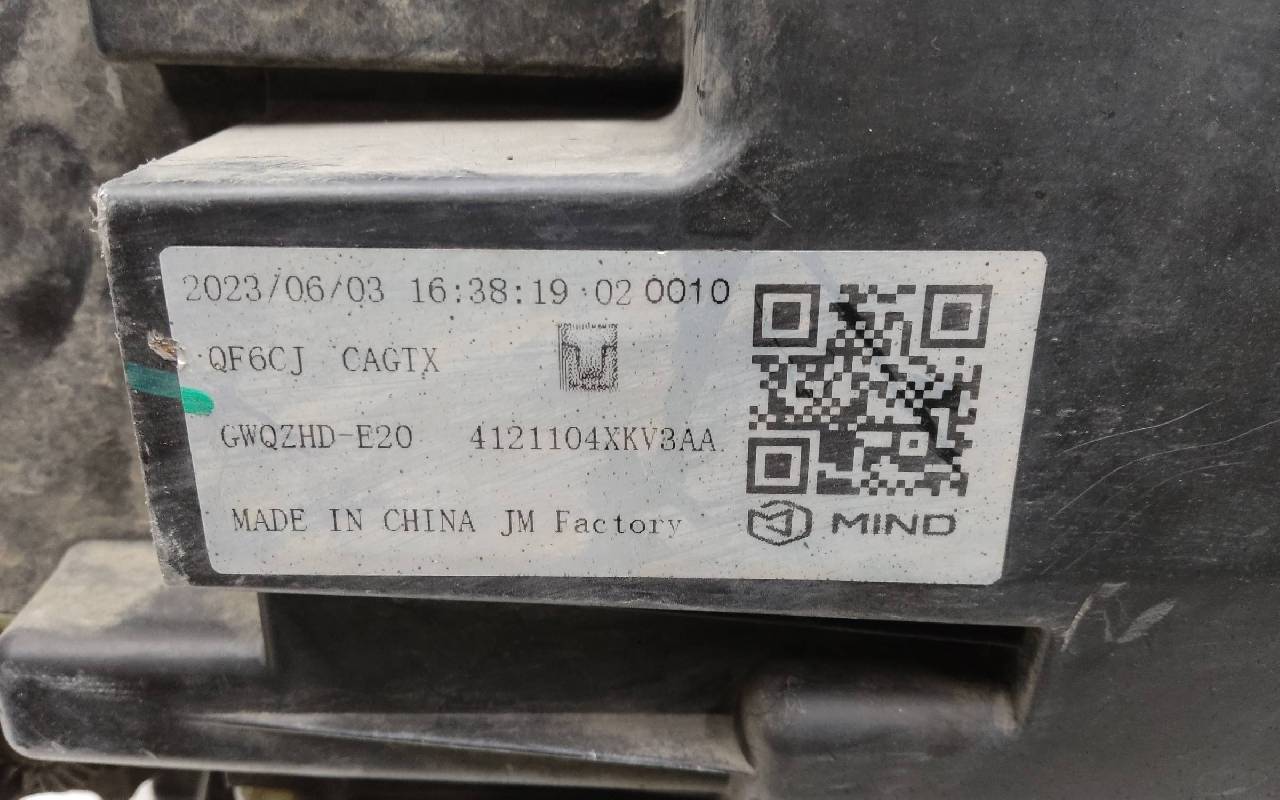 2023/06/03 16:38:19 02 0010
QF6CJ CAGTX
GWQZHD-E20 4121104XKV3AA
MADE IN CHINA JM Factory
MIND